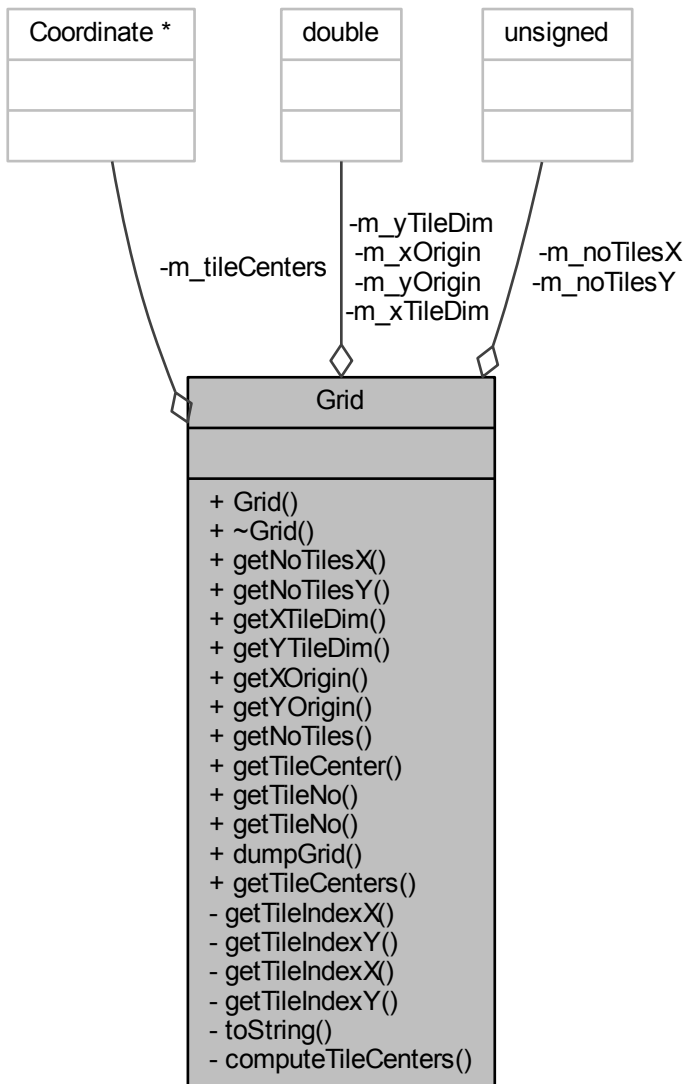 Coordinate *
double
unsigned
-m_tileCenters
-m_yTileDim
-m_xOrigin
-m_yOrigin
-m_xTileDim
-m_noTilesX
-m_noTilesY
Grid
+ Grid()
+ ~Grid()
+ getNoTilesX()
+ getNoTilesY()
+ getXTileDim()
+ getYTileDim()
+ getXOrigin()
+ getYOrigin()
+ getNoTiles()
+ getTileCenter()
+ getTileNo()
+ getTileNo()
+ dumpGrid()
+ getTileCenters()
- getTileIndexX()
- getTileIndexY()
- getTileIndexX()
- getTileIndexY()
- toString()
- computeTileCenters()